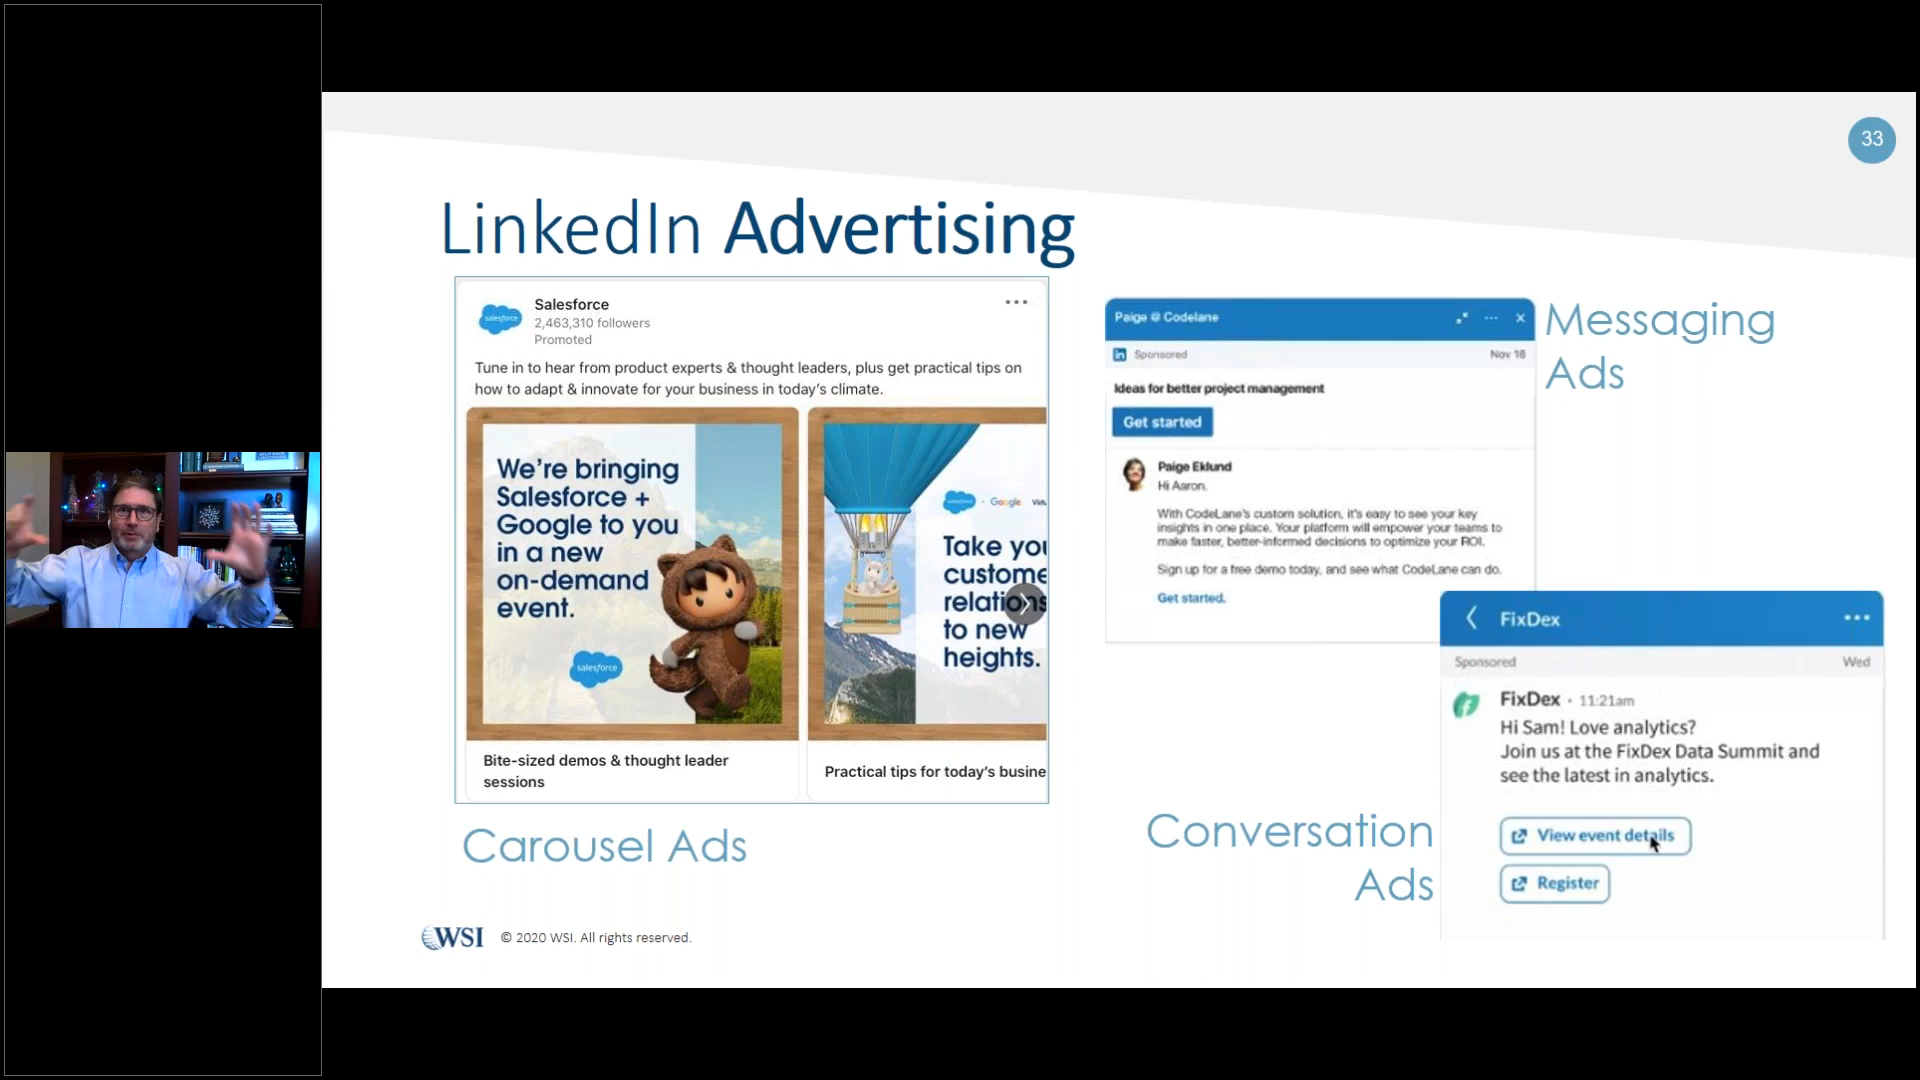 33
LinkedIn Advertising
Salesforce
2,463,310 followers
Promoted
Tune in to hear from product experts & thought leaders, plus get practical tips on
how to adapt & innovate for your business in today's climate.
We're bringing
Salesforce +
Google to you
in a new
on-demand
event.
salesforce
Bite-sized demos & thought leader
sessions
salesforce
Google
Take you
custome
relations
to new
heights.
Practical tips for today's busine
Carousel Ads
Paige @ Codelane
Sponsored
Nov 16
Ideas for better project management
Get started
Paige Eklund
Hi Aaron.
With CodeLane's custom solution, it's easy to see your key
insights in one place. Your platform will empower your teams to
make faster, better-informed decisions to optimize your ROI.
Sign up for a free demo today, and see what CodeLane can do.
Get started.
Messaging
Ads
FixDex
Sponsored
Wed
FixDex • 11:21am
Hi Sam! Love analytics?
Join us at the FixDex Data Summit and
see the latest in analytics.
View event details
Register
Conversation
Ads
WSI
© 2020 WSI. All rights reserved.